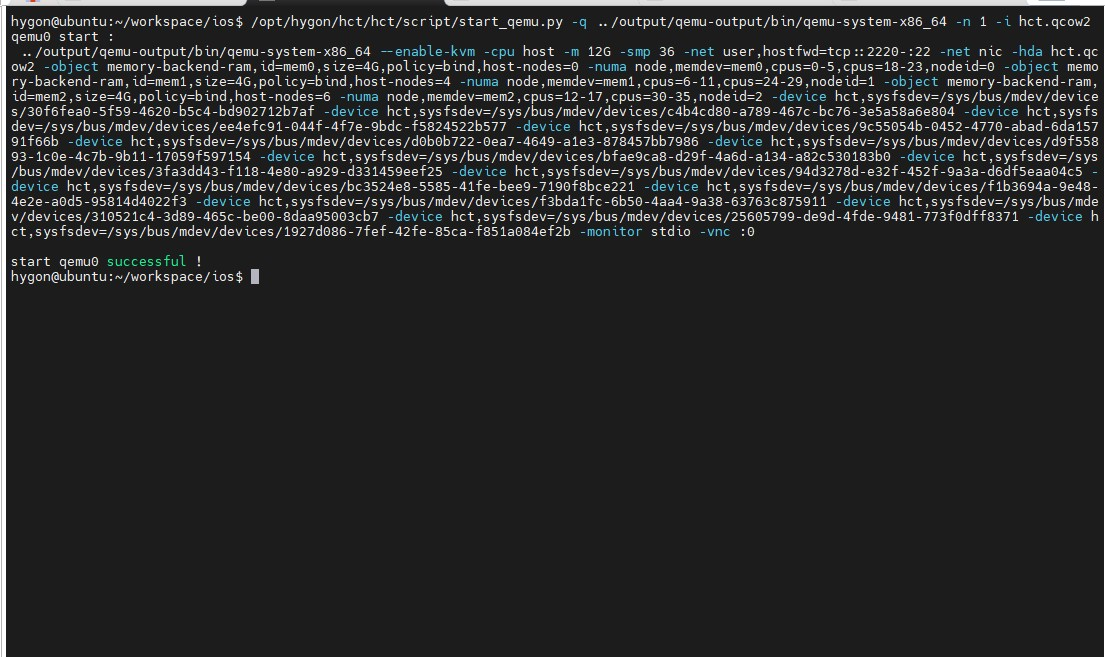 hygon@ubuntu:~/workspace/ios$ /opt/hygon/hct/hct/script/start_qemu.py -q ../output/qemu-output/bin/qemu-system-x86_64 -n 1 -i hct.qcow2
qemu0 start :
../output/qemu-output/bin/qemu-system-x86_64 --enable-kvm -cpu host -m 12G -smp 36 -net user,hostfwd=tcp::2220-:22 -net nic -hda hct.qc
ow2 -object memory-backend-ram,id=mem0,size=4G,policy=bind,host-nodes=0 -numa node,memdev=mem0,cpus=0-5,cpus=18-23,nodeid=0 -object memo
ry-backend-ram,id=mem1,size=4G,policy=bind,host-nodes=4 -numa node,memdev=mem1,cpus=6-11,cpus=24-29,nodeid=1 -object memory-backend-ram,
id=mem2,size=4G,policy=bind,host-nodes=6 -numa node,memdev=mem2,cpus=12-17,cpus=30-35,nodeid=2 -device hct,sysfsdev=/sys/bus/mdev/device
s/30f6fea0-5f59-4620-b5c4-bd902712b7af -device hct,sysfsdev=/sys/bus/mdev/devices/c4b4cd80-a789-467c-bc76-3e5a58a6e804 -device hct,sysfs
dev=/sys/bus/mdev/devices/ee4efc91-044f-4f7e-9bdc-f5824522b577 -device hct,sysfsdev=/sys/bus/mdev/devices/9c55054b-0452-4770-abad-6da157
91f66b -device hct,sysfsdev=/sys/bus/mdev/devices/d0b0b722-0ea7-4649-a1e3-878457bb7986 -device hct,sysfsdev=/sys/bus/mdev/devices/d9f558
93-1c0e-4c7b-9b11-17059f597154 -device hct,sysfsdev=/sys/bus/mdev/devices/bfae9ca8-d29f-4a6d-a134-a82c530183b0 -device hct,sysfsdev=/sys
/bus/mdev/devices/3fa3dd43-f118-4e80-a929-d331459eef25 -device hct,sysfsdev=/sys/bus/mdev/devices/94d3278d-e32f-452f-9a3a-d6df5eaa04c5 -
device hct,sysfsdev=/sys/bus/mdev/devices/bc3524e8-5585-41fe-bee9-7190f8bce221 -device hct,sysfsdev=/sys/bus/mdev/devices/f1b3694a-9e48-
4e2e-a0d5-95814d4022f3 -device hct,sysfsdev=/sys/bus/mdev/devices/f3bda1fc-6b50-4aa4-9a38-63763c875911 -device hct,sysfsdev=/sys/bus/mde
v/devices/310521c4-3d89-465c-be00-8daa95003cb7 -device hct,sysfsdev=/sys/bus/mdev/devices/25605799-de9d-4fde-9481-773f0dff8371 -device h
ct,sysfsdev=/sys/bus/mdev/devices/1927d086-7fef-42fe-85ca-f851a084ef2b -monitor stdio -vnc :0
start qemu0 successful !
hygon@ubuntu:~/workspace/ios$